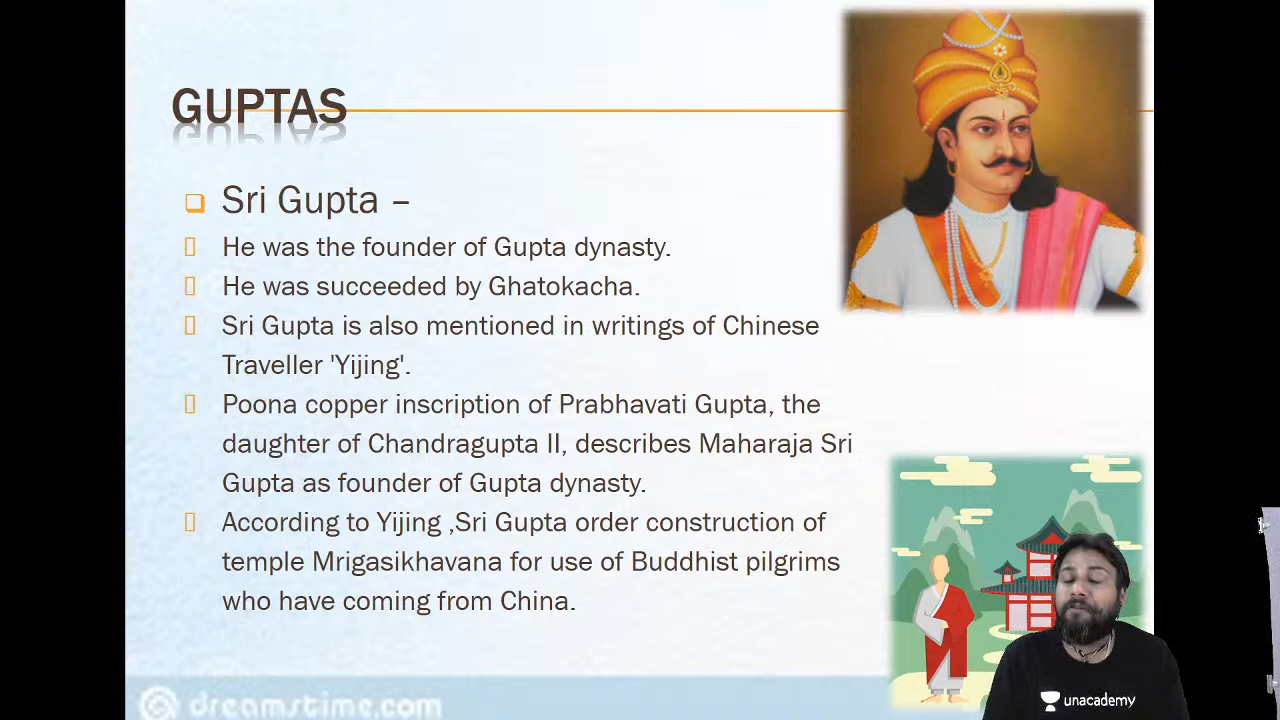 GUPTAS
Sri Gupta –
He was the founder of Gupta dynasty.
He was succeeded by Ghatokacha.
Sri Gupta is also mentioned in writings of Chinese
Traveller 'Yijing'.
Poona copper inscription of Prabhavati Gupta, the
daughter of Chandragupta II, describes Maharaja Sri
Gupta as founder of Gupta dynasty.
According to Yijing ,Sri Gupta order construction of
temple Mrigasikhavana for use of Buddhist pilgrims
who have coming from China.
dreamstime.com
unacademy